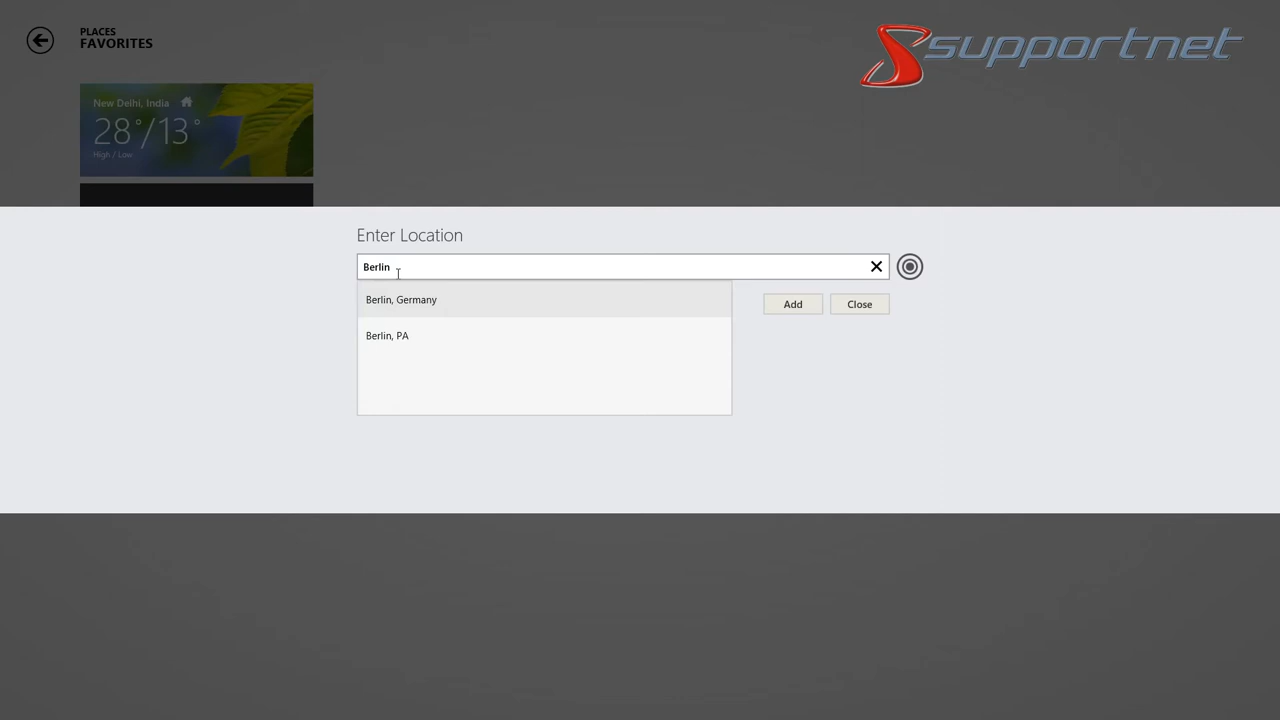 PLACES
FAVORITES
supportnet
New Delhi, India
28°/13°
High / Low
Enter Location
Berlin
Berlin, Germany
Add
Close
Berlin, PA